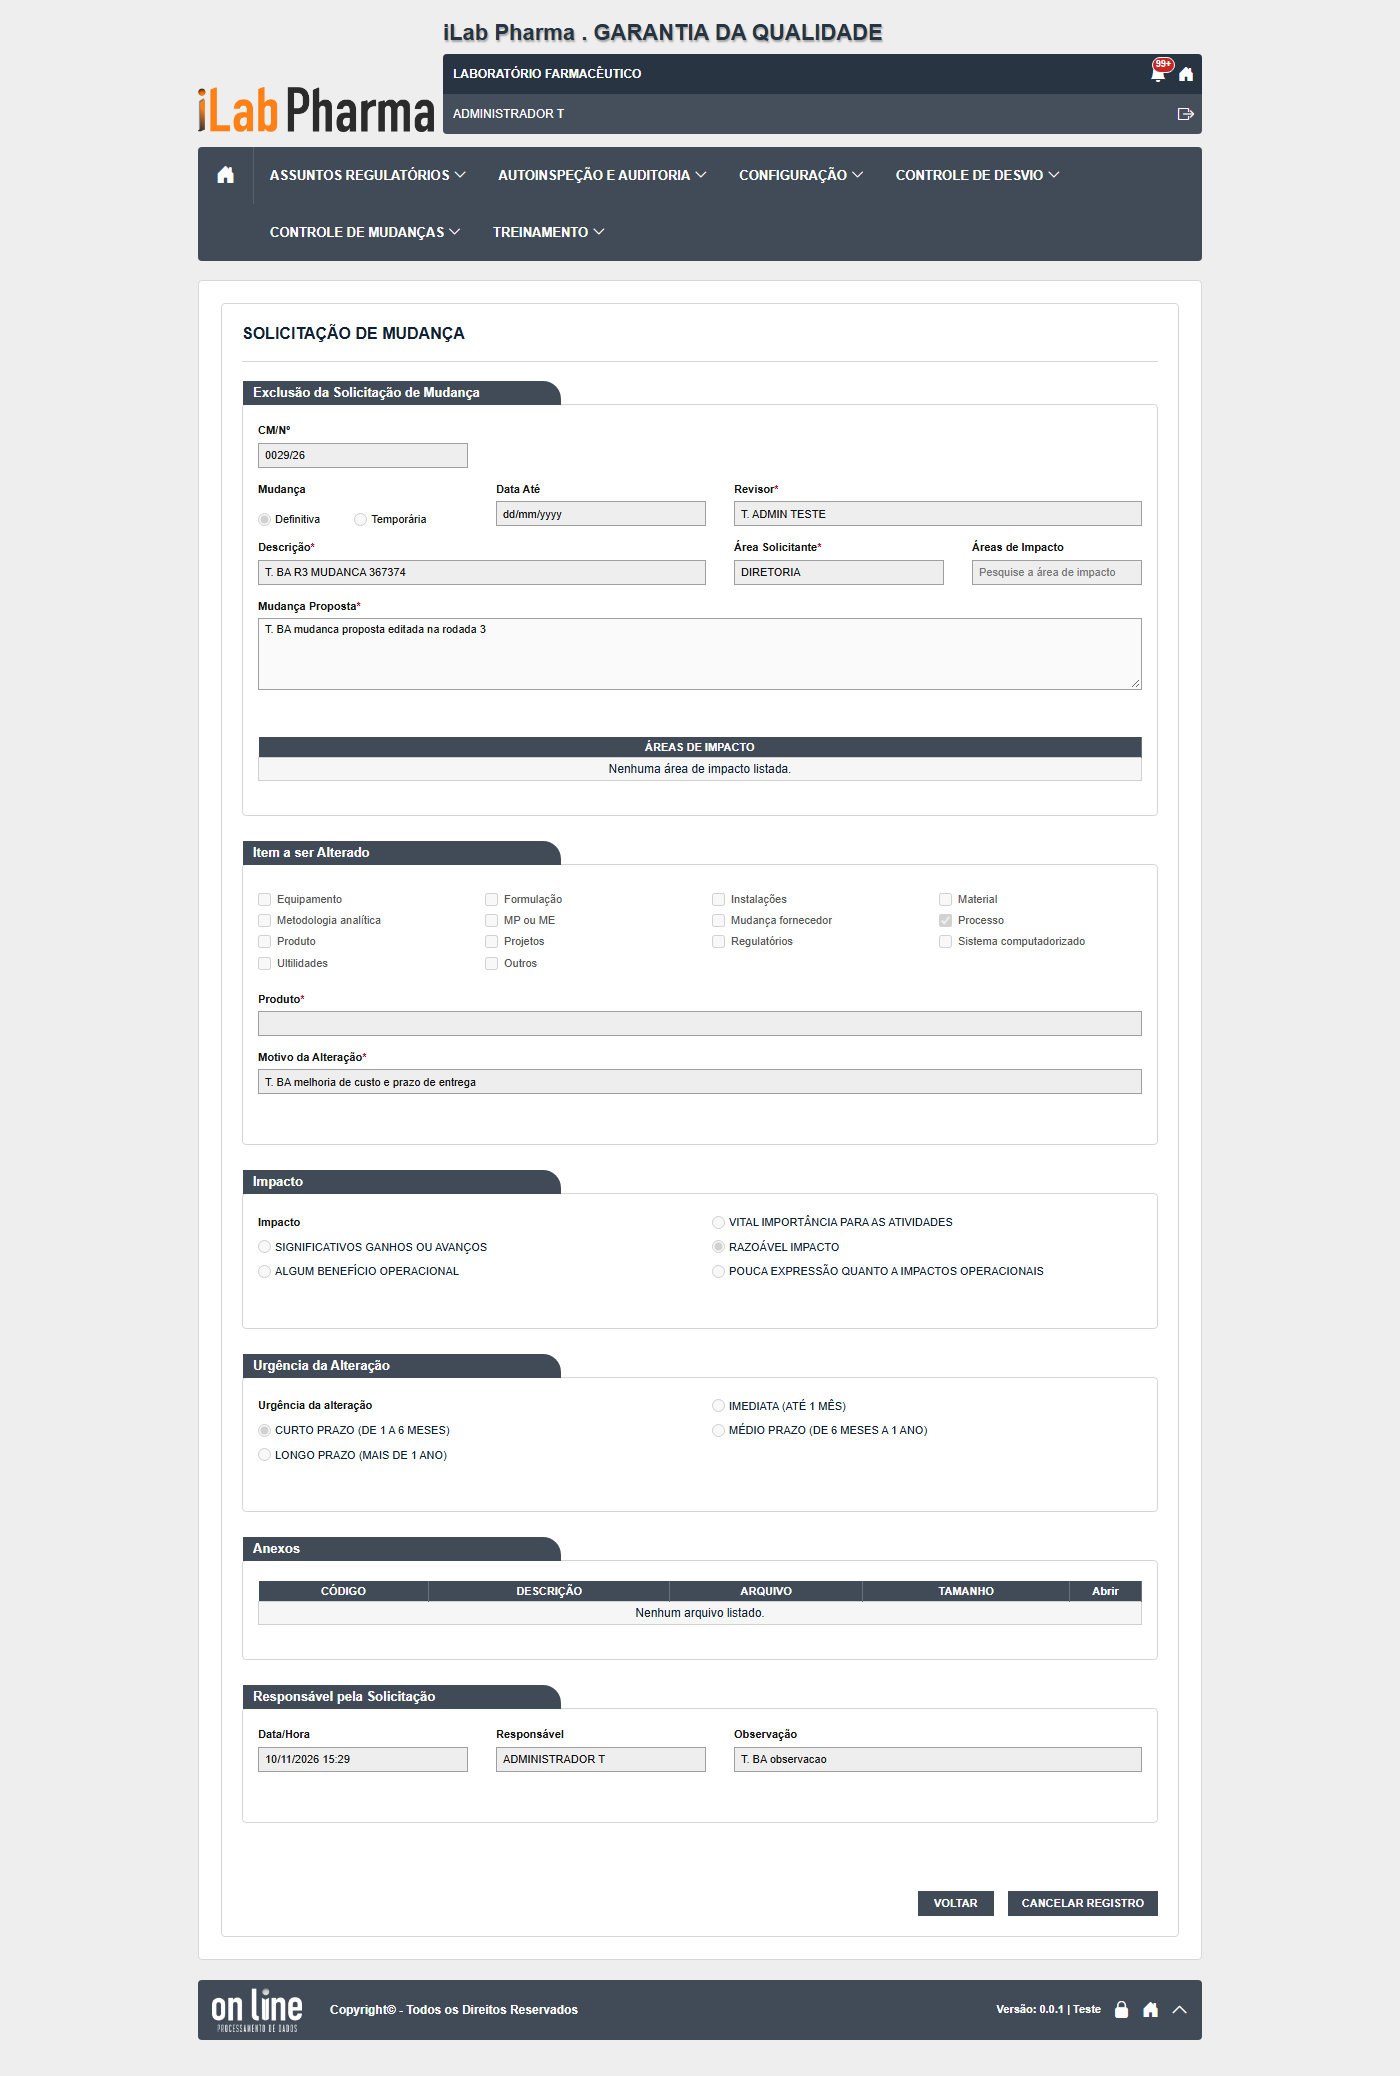 iLab Pharma . GARANTIA DA QUALIDADE
iLab Pharma
LABORATÓRIO FARMACÊUTICO
99+
ADMINISTRADOR T
ASSUNTOS REGULATÓRIOS
AUTOINSPEÇÃO E AUDITORIA
CONFIGURAÇÃO
CONTROLE DE DESVIO
CONTROLE DE MUDANÇAS
TREINAMENTO
SOLICITAÇÃO DE MUDANÇA
Exclusão da Solicitação de Mudança
CM/Nº
0029/26
Mudança
Data Até
Revisor*
Definitiva
Temporária
dd/mm/yyyy
T. ADMIN TESTE
Descrição*
Área Solicitante*
Áreas de Impacto
T. BA R3 MUDANCA 367374
DIRETORIA
Pesquise a área de impacto
Mudança Proposta*
T. BA mudanca proposta editada na rodada 3
ÁREAS DE IMPACTO
Nenhuma área de impacto listada.
Item a ser Alterado
Equipamento
Formulação
Instalações
Material
Metodologia analítica
MP ou ME
Mudança fornecedor
Processo
Produto
Projetos
Regulatórios
Sistema computadorizado
Ultilidades
Outros
Produto*
Motivo da Alteração*
T. BA melhoria de custo e prazo de entrega
Impacto
Impacto
VITAL IMPORTÂNCIA PARA AS ATIVIDADES
SIGNIFICATIVOS GANHOS OU AVANÇOS
RAZOÁVEL IMPACTO
ALGUM BENEFÍCIO OPERACIONAL
POUCA EXPRESSÃO QUANTO A IMPACTOS OPERACIONAIS
Urgência da Alteração
Urgência da alteração
IMEDIATA (ATÉ 1 MÊS)
CURTO PRAZO (DE 1 A 6 MESES)
MÉDIO PRAZO (DE 6 MESES A 1 ANO)
LONGO PRAZO (MAIS DE 1 ANO)
Anexos
CÓDIGO
DESCRIÇÃO
ARQUIVO
TAMANHO
Abrir
Nenhum arquivo listado.
Responsável pela Solicitação
Data/Hora
Responsável
Observação
10/11/2026 15:29
ADMINISTRADOR T
T. BA observacao
VOLTAR
CANCELAR REGISTRO
on line
PROCESSAMENTO DE DADOS
Copyright© - Todos os Direitos Reservados
Versão: 0.0.1 | Teste